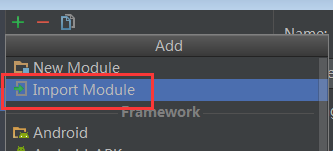 Name:
Add
New Module
Import Module
Framework
Android